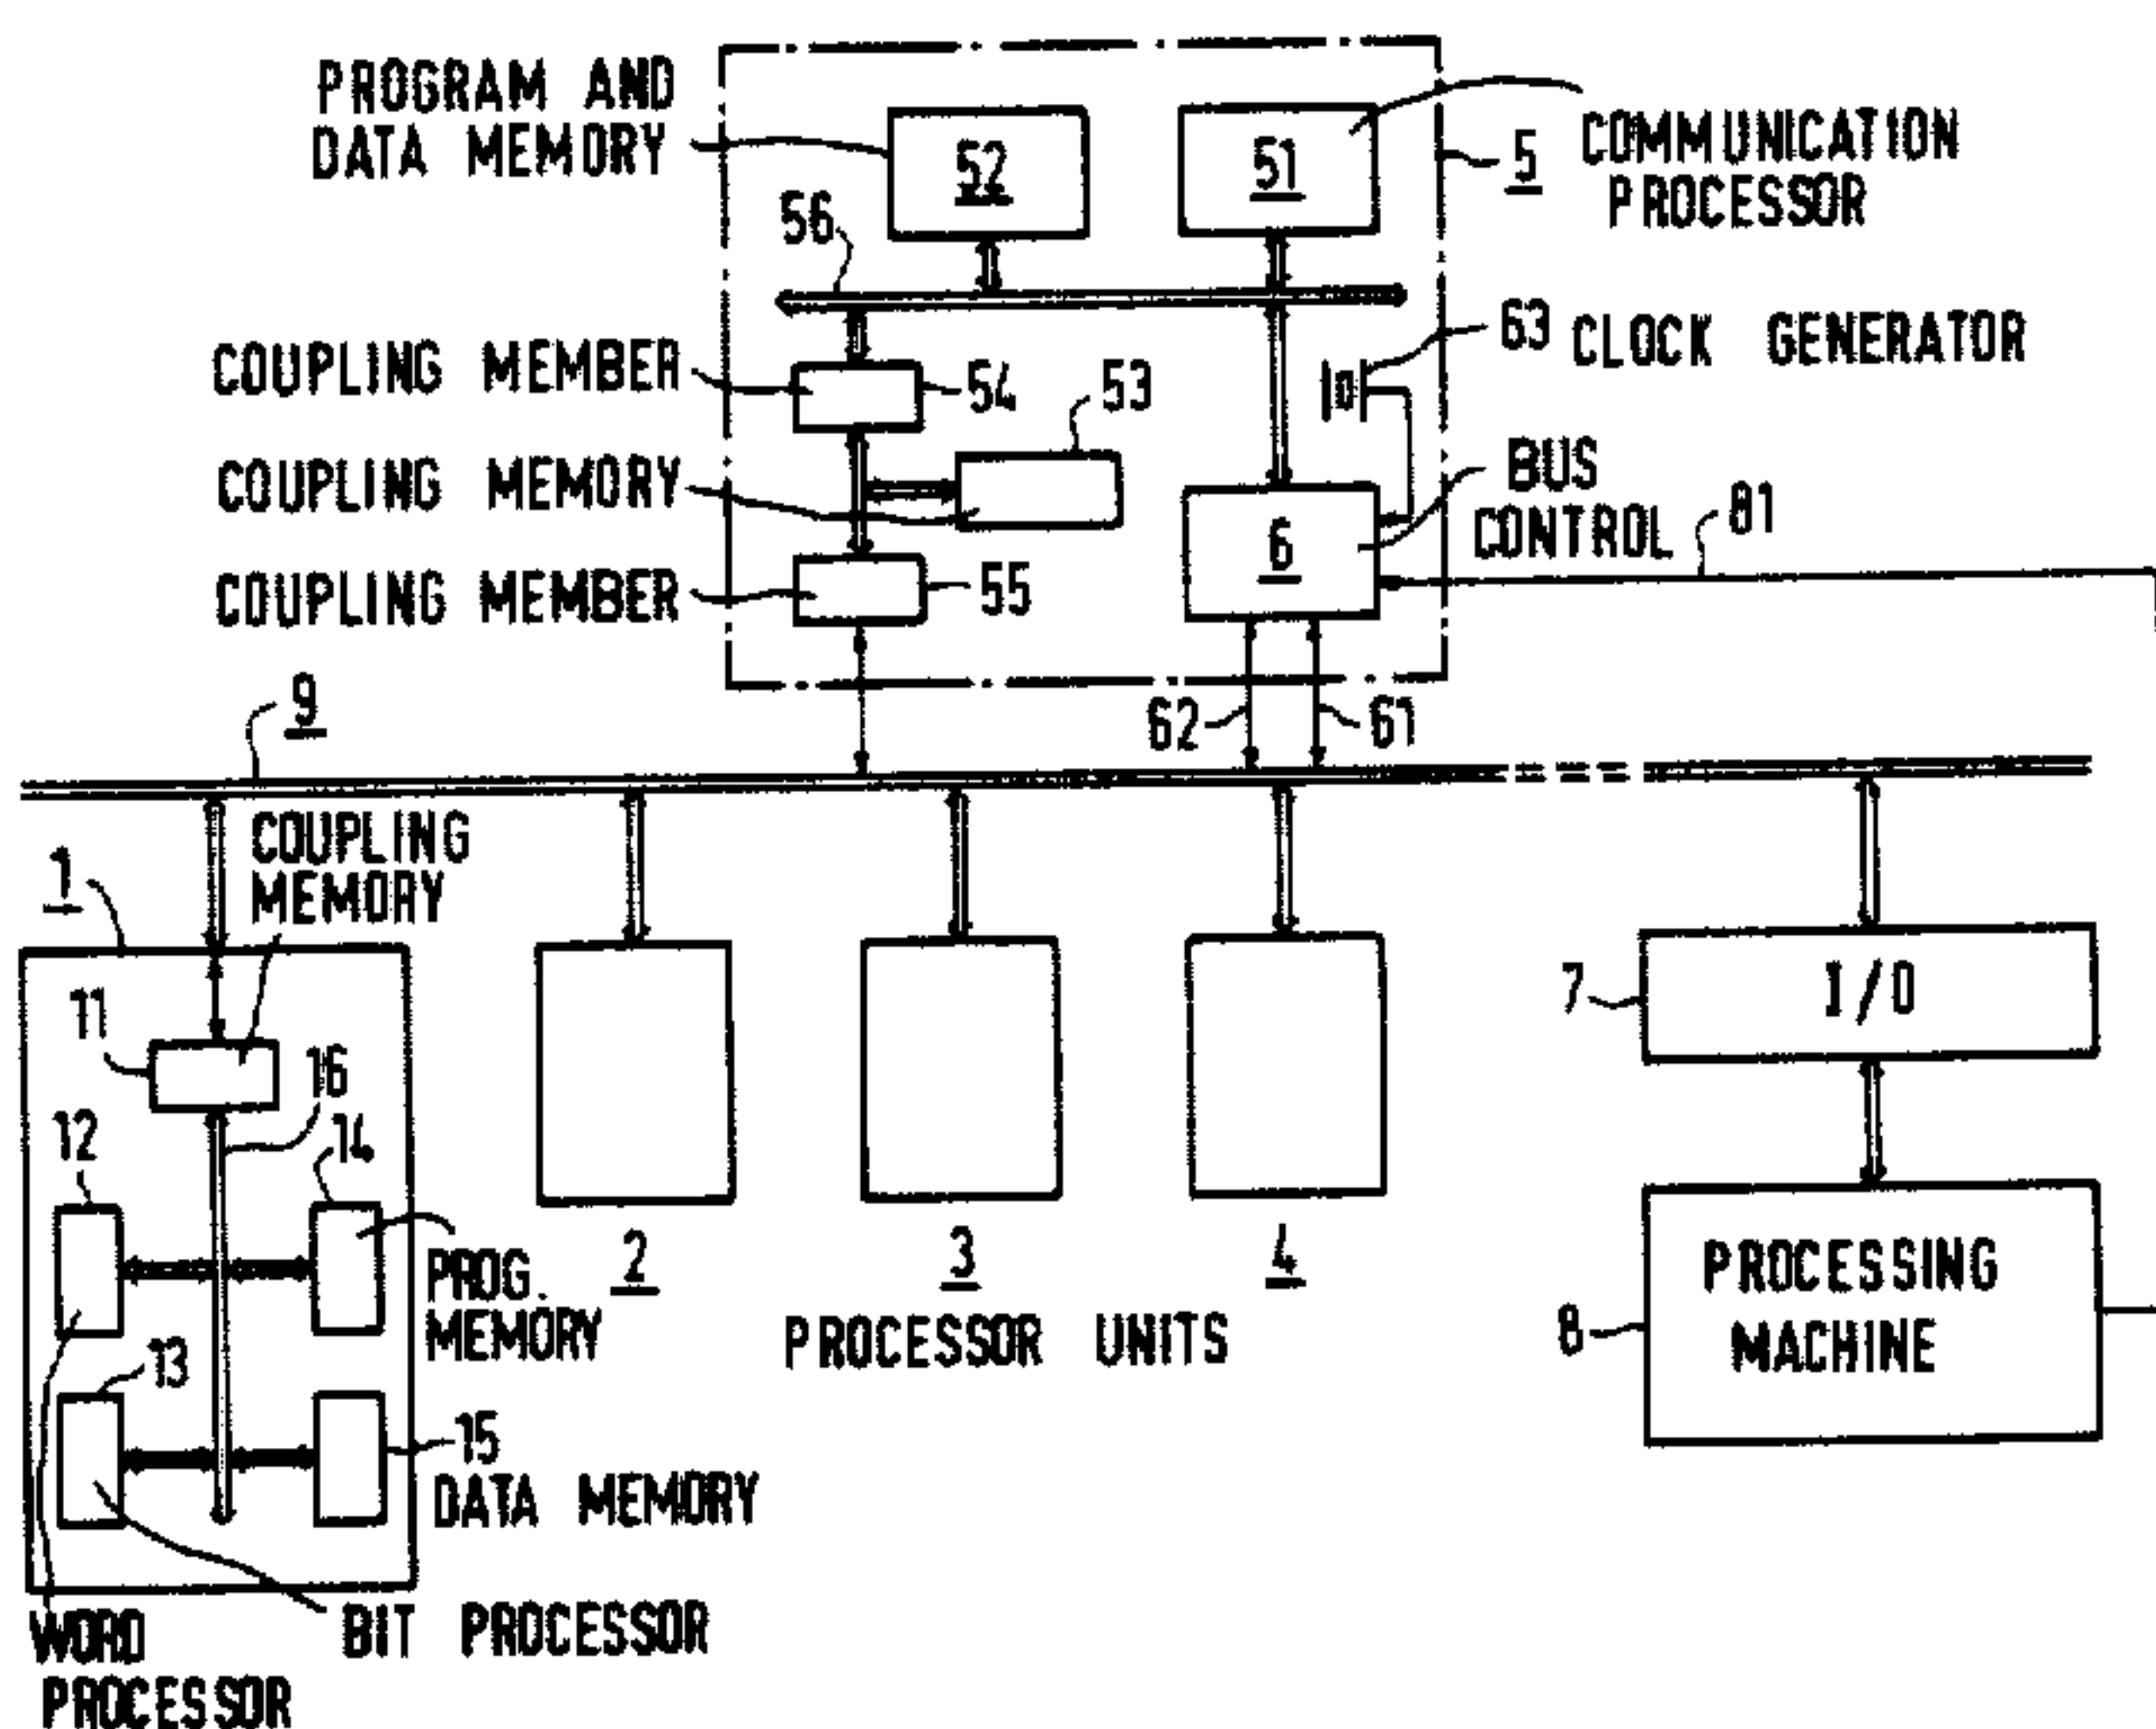 PROGRAM AND
DATA MEMORY
52
51
5
COMMUNICATION
PROCESSOR
56
63 CLOCK GENERATOR
COUPLING MEMBER
54
53
COUPLING MEMORY
BUS
CONTROL
6
81
COUPLING MEMBER
55
9
62
61
COUPLING
MEMORY
1
11
16
12
14
PROG.
MEMORY
13
15
DATA MEMORY
2
3
4
PROCESSOR UNITS
7
I/O
8
PROCESSING
MACHINE
WORD
PROCESSOR
BIT PROCESSOR